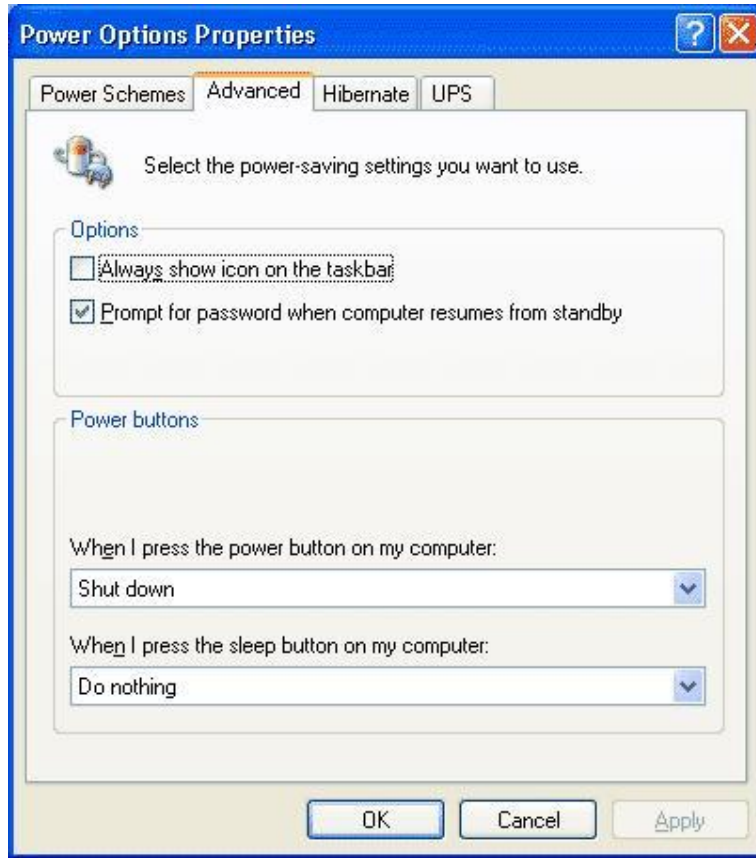 Power Options Properties
Power Schemes Advanced Hibernate UPS
Select the power-saving settings you want to use.
Options
Always show icon on the taskbar
Prompt for password when computer resumes from standby
Power buttons
When I press the power button on my computer:
Shut down
When I press the sleep button on my computer:
Do nothing
OK Cancel Apply